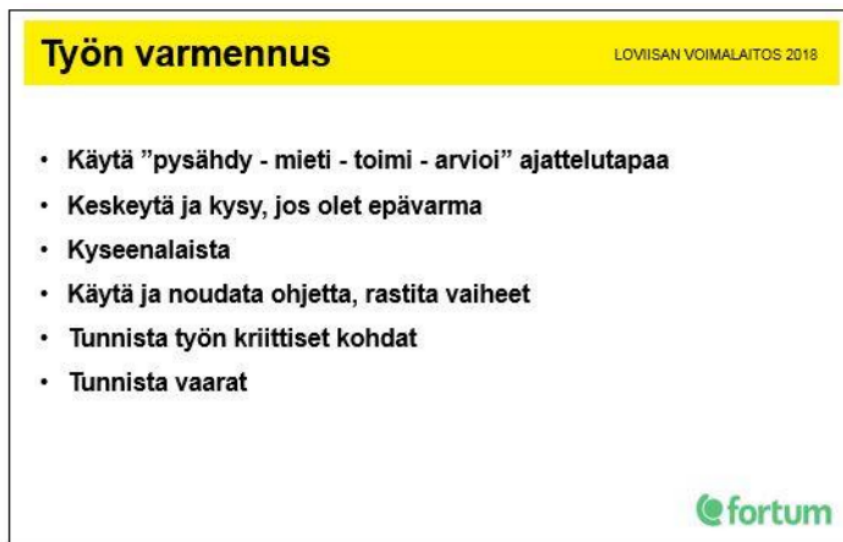 Työn varmennus
LOVIISAN VOIMALAITOS 2018
• Käytä ”pysähdy - mieti - toimi - arvioi” ajattelutapaa
• Keskeytä ja kysy, jos olet epävarma
• Kyseenalaista
• Käytä ja noudata ohjetta, rastita vaiheet
• Tunnista työn kriittiset kohdat
• Tunnista vaarat
fortum